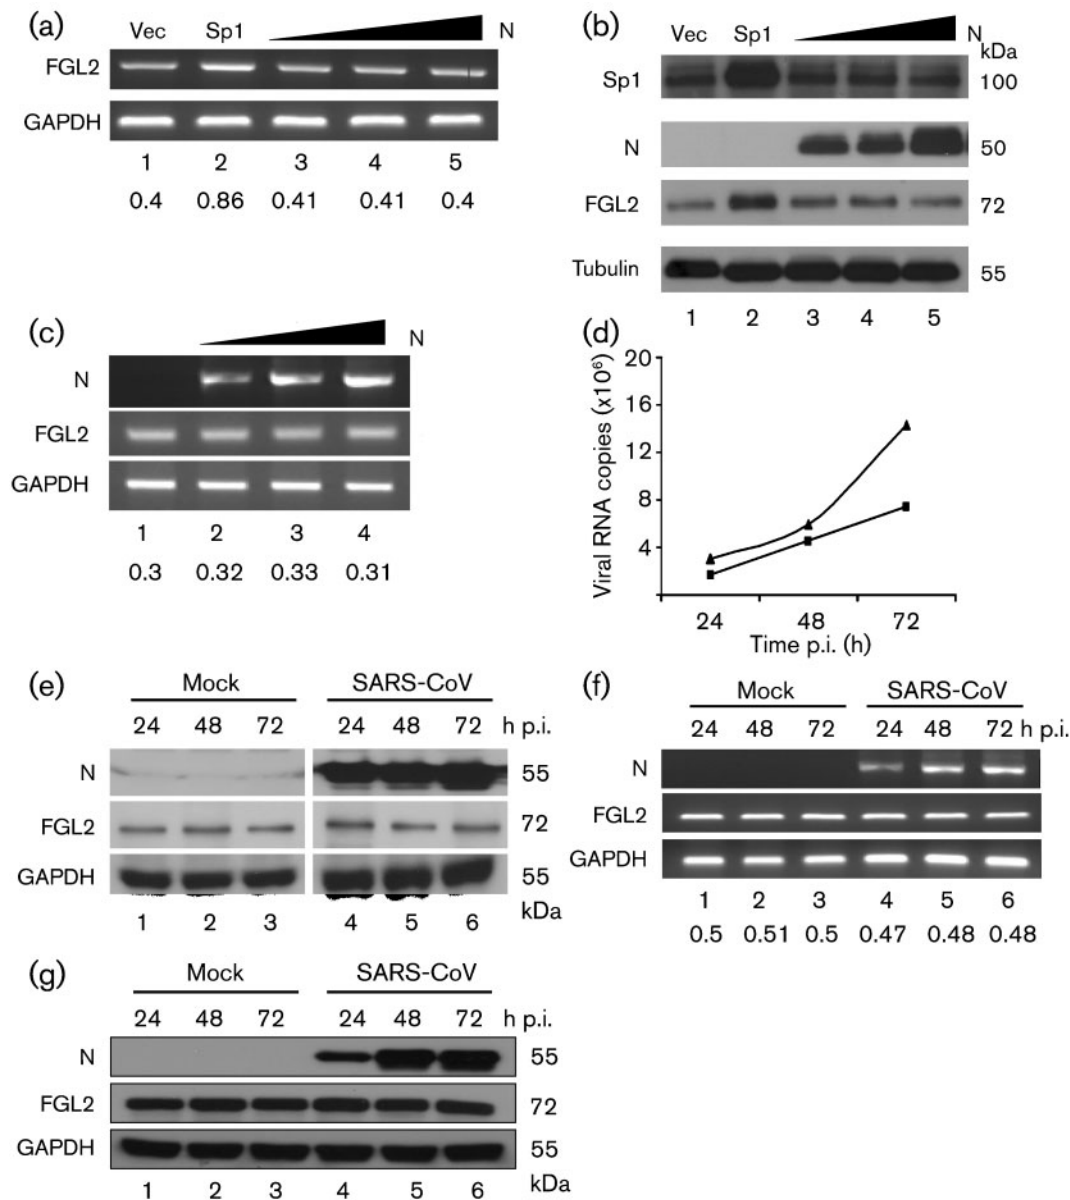 (a)
Vec Sp1 N
FGL2
GAPDH
1 2 3 4 5
0.4 0.86 0.41 0.41 0.4
(b)
Vec Sp1 N
kDa
Sp1 100
N 50
FGL2 72
Tubulin 55
1 2 3 4 5
(c)
N
N
FGL2
GAPDH
1 2 3 4
0.3 0.32 0.33 0.31
(d)
Viral RNA copies (x10⁶)
20
16
12
8
4
24 48 72
Time p.i. (h)
(e)
Mock SARS-CoV
24 48 72 24 48 72 h p.i.
N 55
FGL2 72
GAPDH 55
kDa
1 2 3 4 5 6
(f)
Mock SARS-CoV
24 48 72 24 48 72 h p.i.
N
FGL2
GAPDH
1 2 3 4 5 6
0.5 0.51 0.5 0.47 0.48 0.48
(g)
Mock SARS-CoV
24 48 72 24 48 72 h p.i.
N 55
FGL2 72
GAPDH 55
kDa
1 2 3 4 5 6